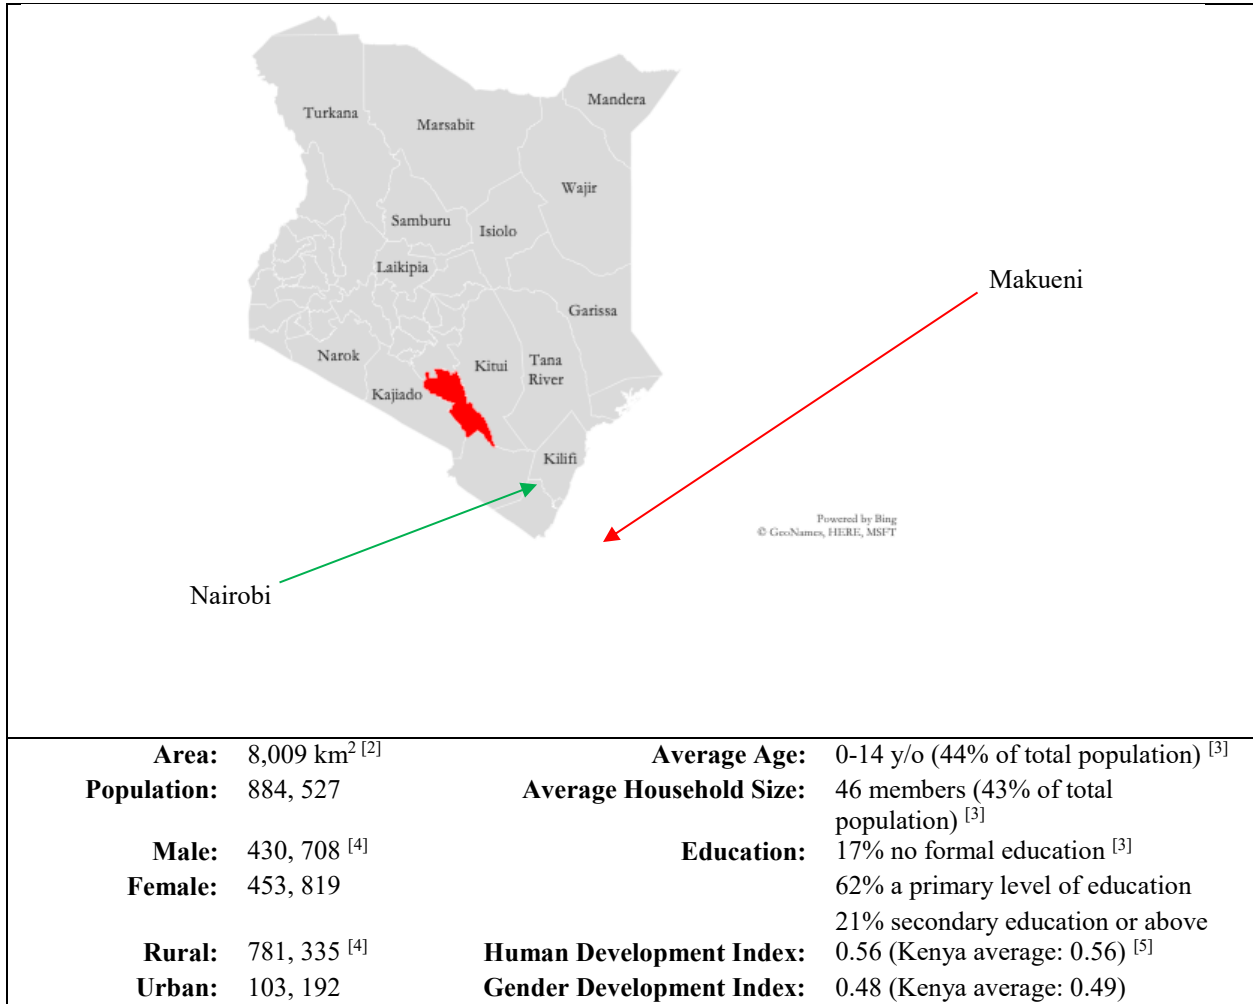 Turkana
Marsabit
Mandera
Wajir
Samburu
Isiolo
Laikipia
Makueni
Garissa
Narok
Kitui
Tana
River
Kajiado
Kilifi
Powered by Bing
© GeoNames, HERE, MSFT
Nairobi
Area: 8,009 km2 [2] Average Age: 0-14 y/o (44% of total population) [3]
Population: 884, 527 Average Household Size: 46 members (43% of total
population) [3]
Male: 430, 708 [4] Education: 17% no formal education [3]
Female: 453, 819 62% a primary level of education
21% secondary education or above
Rural: 781, 335 [4] Human Development Index: 0.56 (Kenya average: 0.56) [5]
Urban: 103, 192 Gender Development Index: 0.48 (Kenya average: 0.49)